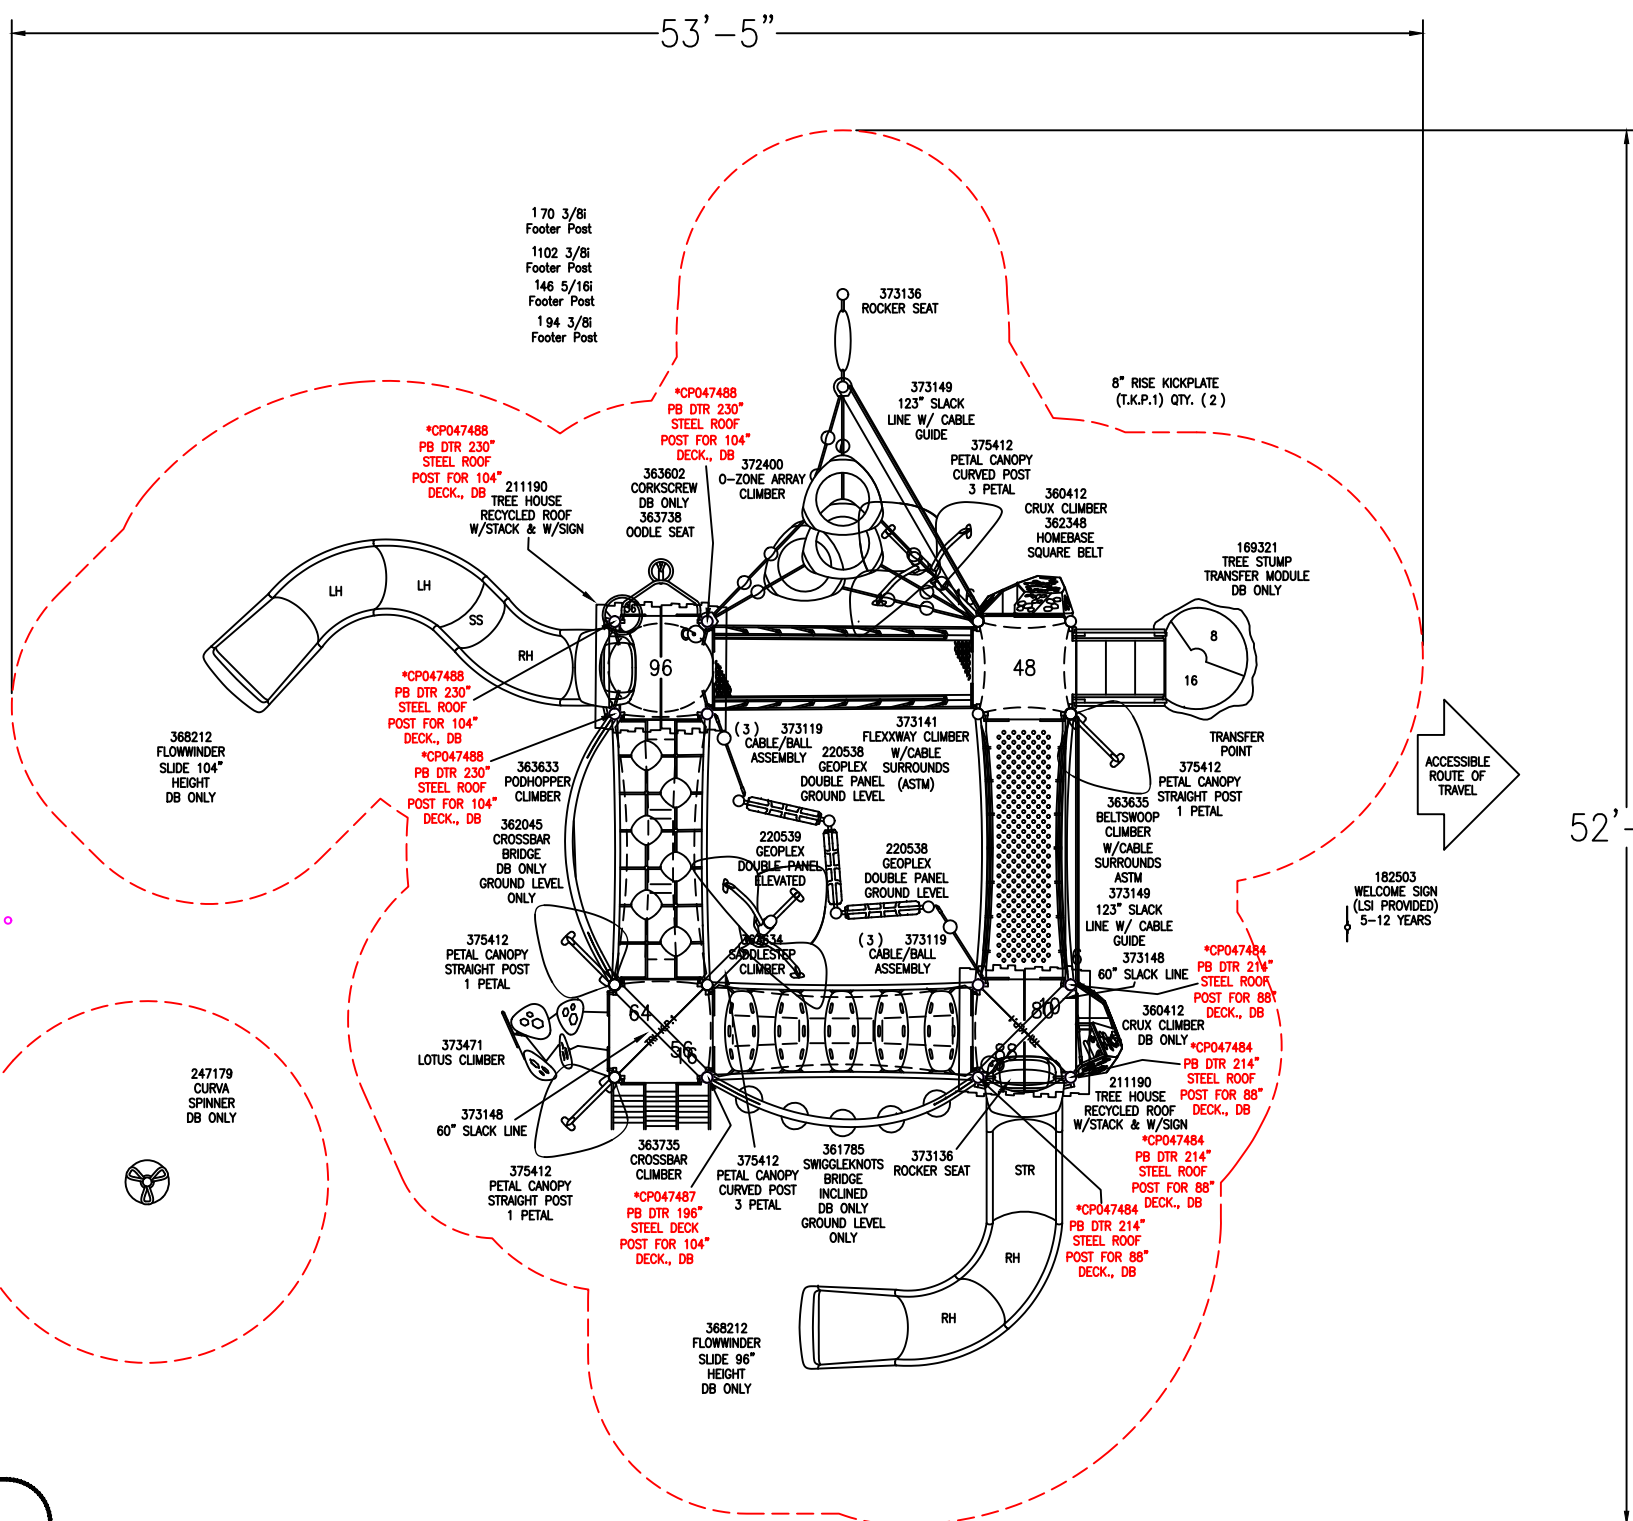 53'-5"
1 70 3/8i
Footer Post
1102 3/8i
Footer Post
146 5/16i
Footer Post
194 3/8i
Footer Post
373136
ROCKER SEAT
8" RISE KICKPLATE
(T.K.P.1) QTY. ( 2 )
373149
123" SLACK
LINE W/ CABLE
GUIDE
*CP047488
PB DTR 230"
STEEL ROOF
POST FOR 104"
DECK., DB
*CP047488
PB DTR 230"
STEEL ROOF
POST FOR 104"
DECK., DB
211190
TREE HOUSE
RECYCLED ROOF
W/STACK & W/SIGN
363602
CORKSCREW
DB ONLY
363738
OODLE SEAT
372400
O-ZONE ARRAY
CLIMBER
375412
PETAL CANOPY
CURVED POST
3 PETAL
360412
CRUX CLIMBER
362348
HOMEBASE
SQUARE BELT
169321
TREE STUMP
TRANSFER MODULE
DB ONLY
LH
LH
SS
RH
96
48
8
16
*CP047488
PB DTR 230"
STEEL ROOF
POST FOR 104"
DECK., DB
*CP047488
PB DTR 230"
STEEL ROOF
POST FOR 104"
DECK., DB
368212
FLOWWINDER
SLIDE 104"
HEIGHT
DB ONLY
363633
PODHOPPER
CLIMBER
(3) 373119
CABLE/BALL
ASSEMBLY
220538
GEOPLEX
DOUBLE PANEL
GROUND LEVEL
373141
FLEXXWAY CLIMBER
W/CABLE
SURROUNDS
(ASTM)
TRANSFER
POINT
375412
PETAL CANOPY
STRAIGHT POST
1 PETAL
ACCESSIBLE
ROUTE OF
TRAVEL
52'-
362045
CROSSBAR
BRIDGE
DB ONLY
GROUND LEVEL
ONLY
220539
GEOPLEX
DOUBLE PANEL
ELEVATED
220538
GEOPLEX
DOUBLE PANEL
GROUND LEVEL
363635
BELTSWOOP
CLIMBER
W/CABLE
SURROUNDS
ASTM
373149
123" SLACK
LINE W/ CABLE
GUIDE
373148
60" SLACK LINE
182503
WELCOME SIGN
(LSI PROVIDED)
5-12 YEARS
375412
PETAL CANOPY
STRAIGHT POST
1 PETAL
363634
SADDLESTEP
CLIMBER
(3) 373119
CABLE/BALL
ASSEMBLY
*CP047484
PB DTR 214"
STEEL ROOF
POST FOR 88"
DECK., DB
64
56
373471
LOTUS CLIMBER
360412
CRUX CLIMBER
DB ONLY
*CP047484
PB DTR 214"
STEEL ROOF
POST FOR 88"
DECK., DB
247179
CURVA
SPINNER
DB ONLY
373148
60" SLACK LINE
211190
TREE HOUSE
RECYCLED ROOF
W/STACK & W/SIGN
375412
PETAL CANOPY
STRAIGHT POST
1 PETAL
363735
CROSSBAR
CLIMBER
375412
PETAL CANOPY
CURVED POST
3 PETAL
361785
SWIGGLEKNOTS
BRIDGE
INCLINED
DB ONLY
GROUND LEVEL
ONLY
373136
ROCKER SEAT
STR
*CP047484
PB DTR 214"
STEEL ROOF
POST FOR 88"
DECK., DB
*CP047487
PB DTR 196"
STEEL DECK
POST FOR 104"
DECK., DB
*CP047484
PB DTR 214"
STEEL ROOF
POST FOR 88"
DECK., DB
RH
RH
368212
FLOWWINDER
SLIDE 96"
HEIGHT
DB ONLY